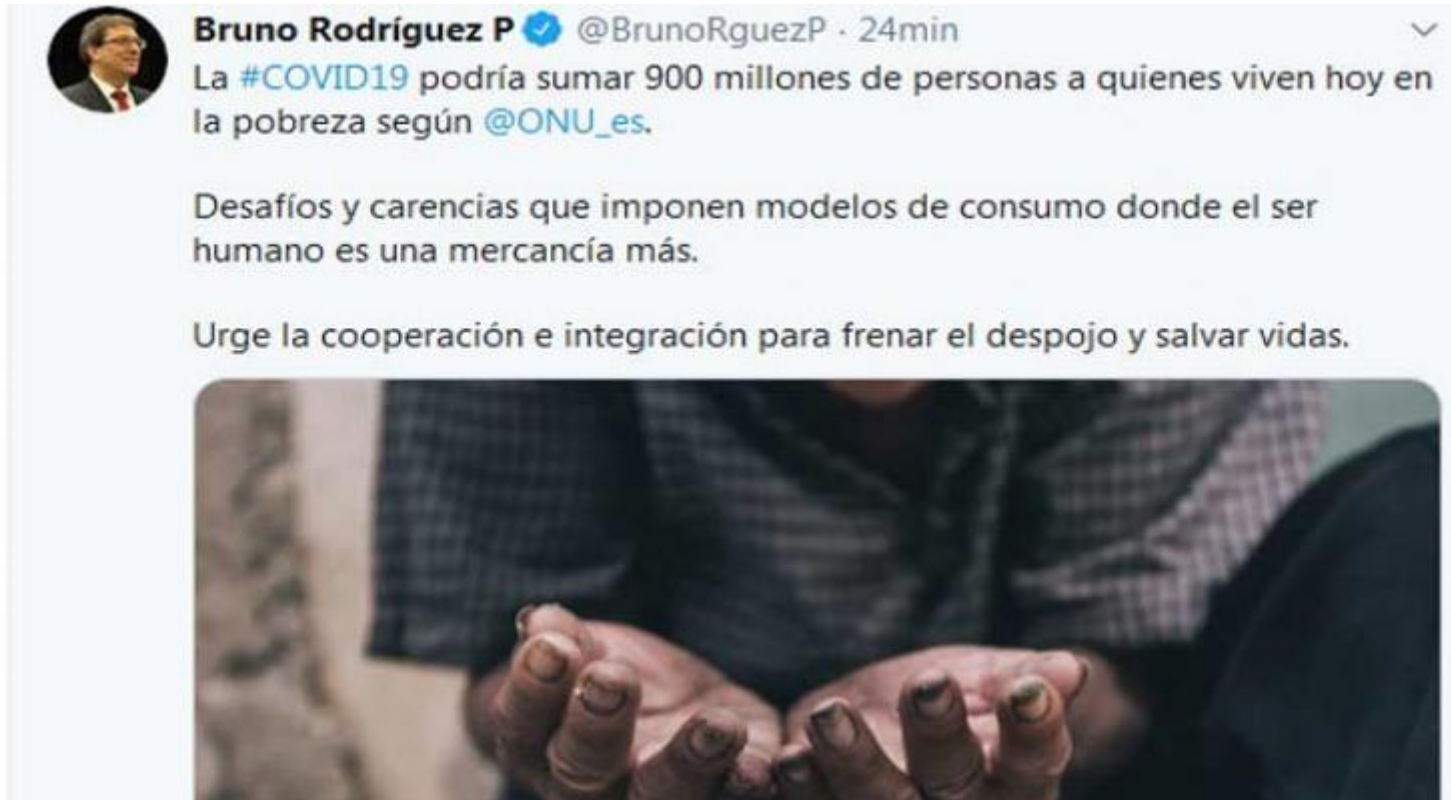 Bruno Rodríguez P @BrunoRguezP · 24min
La #COVID19 podría sumar 900 millones de personas a quienes viven hoy en
la pobreza según @ONU_es.
Desafíos y carencias que imponen modelos de consumo donde el ser
humano es una mercancía más.
Urge la cooperación e integración para frenar el despojo y salvar vidas.